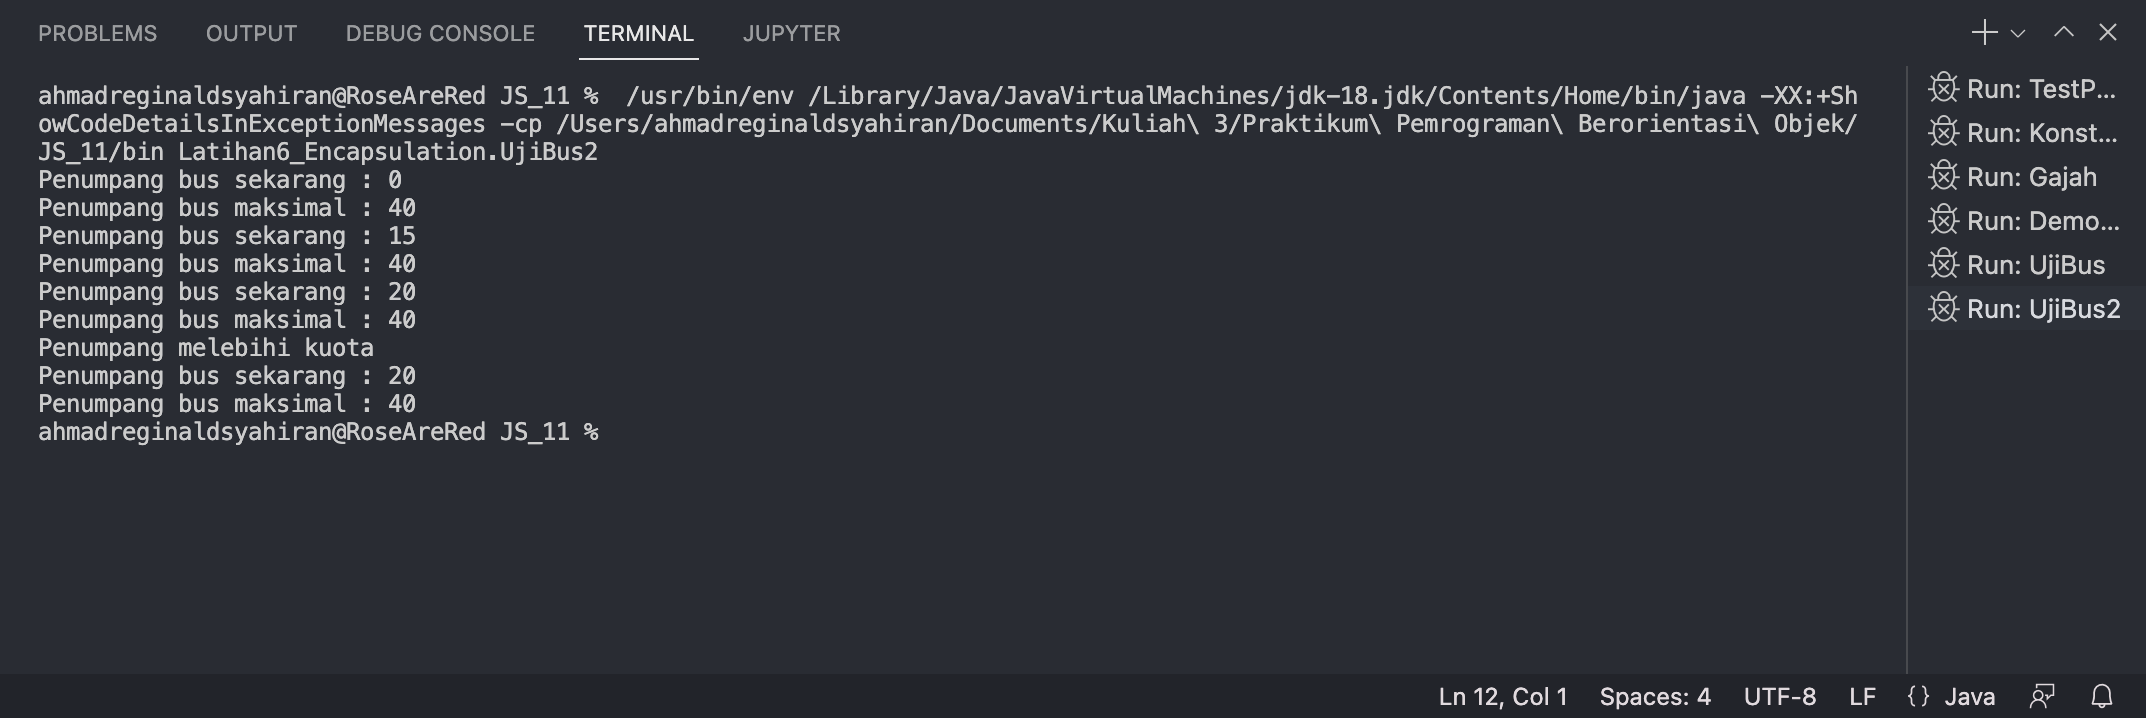 PROBLEMS OUTPUT DEBUG CONSOLE TERMINAL JUPYTER
ahmadreginaldsyahiran@RoseAreRed JS_11 %  /usr/bin/env /Library/Java/JavaVirtualMachines/jdk-18.jdk/Contents/Home/bin/java -XX:+Sh
owCodeDetailsInExceptionMessages -cp /Users/ahmadreginaldsyahiran/Documents/Kuliah\ 3/Praktikum\ Pemrograman\ Berorientasi\ Objek/
JS_11/bin Latihan6_Encapsulation.UjiBus2
Penumpang bus sekarang : 0
Penumpang bus maksimal : 40
Penumpang bus sekarang : 15
Penumpang bus maksimal : 40
Penumpang bus sekarang : 20
Penumpang bus maksimal : 40
Penumpang melebihi kuota
Penumpang bus sekarang : 20
Penumpang bus maksimal : 40
ahmadreginaldsyahiran@RoseAreRed JS_11 %
Run: TestP...
Run: Konst...
Run: Gajah
Run: Demo...
Run: UjiBus
Run: UjiBus2
Ln 12, Col 1 Spaces: 4 UTF-8 LF {} Java